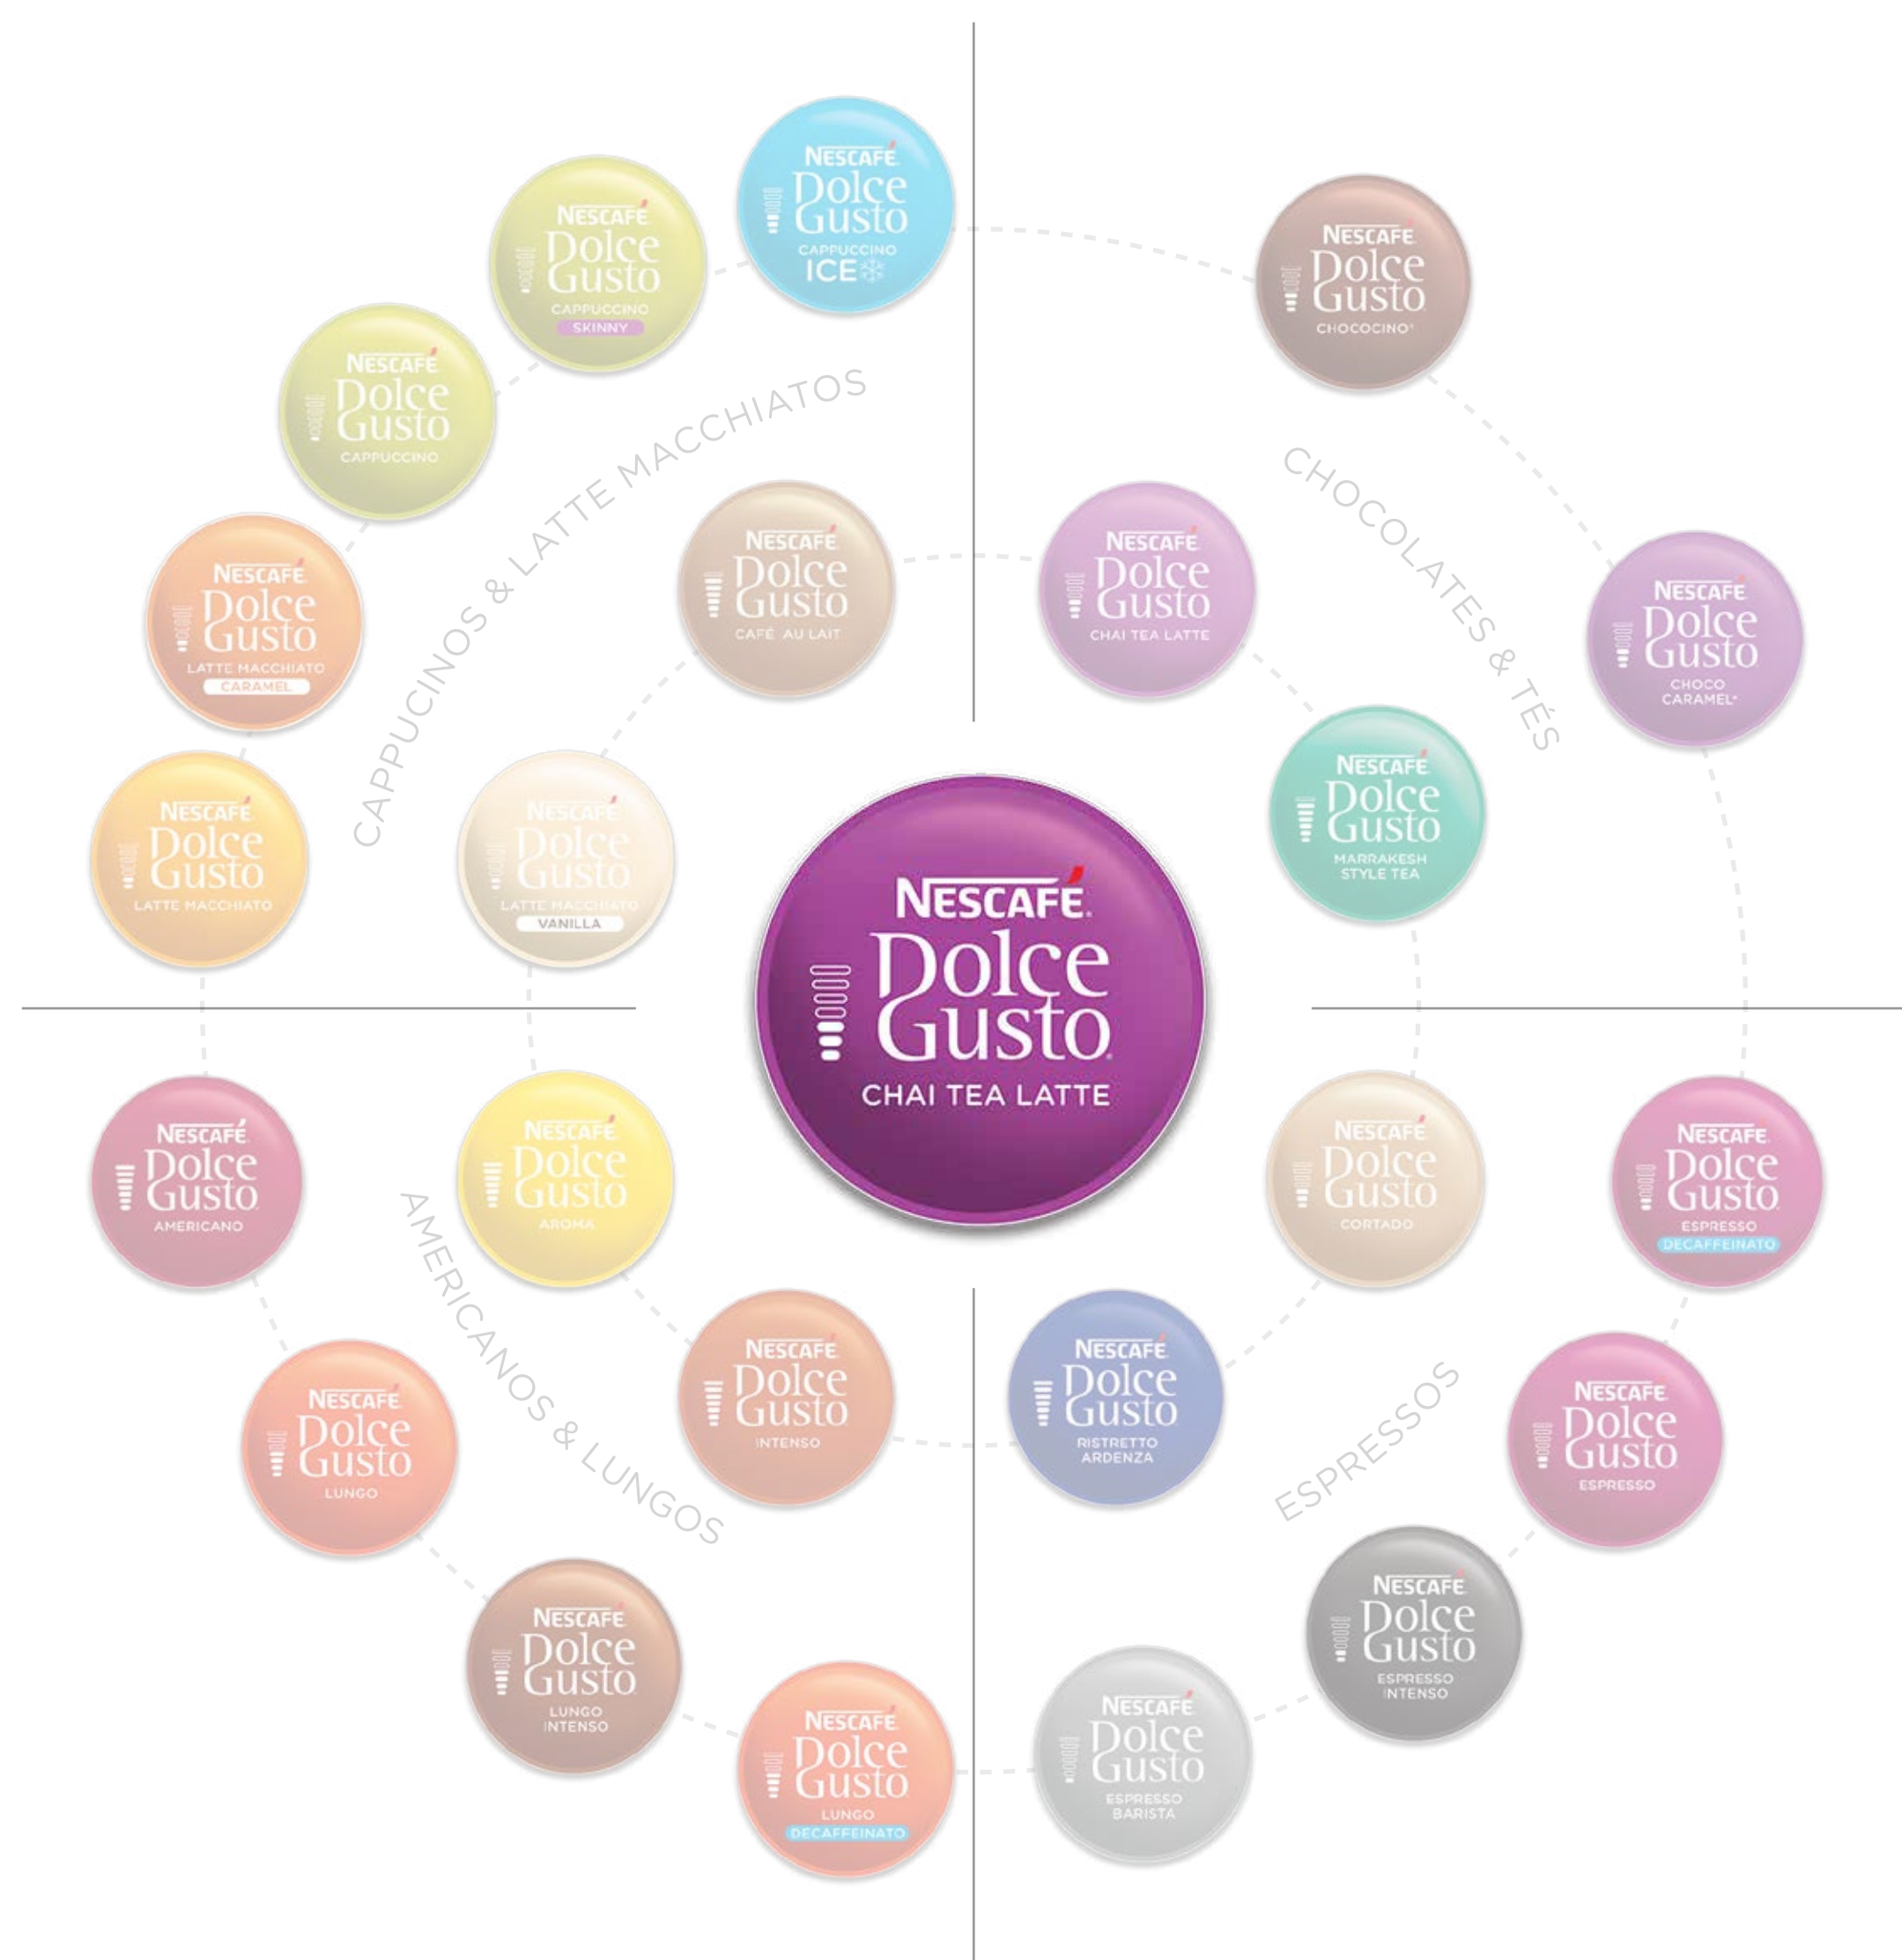 NESCAFÉ
Dolce
Gusto
CAPPUCCINO
ICE
NESCAFÉ
Dolce
Gusto
CAPPUCCINO
SKINNY
NESCAFÉ
Dolce
Gusto
CAPPUCCINO
NESCAFÉ
Dolce
Gusto
LATTE MACCHIATO
CARAMEL
NESCAFÉ
Dolce
Gusto
LATTE MACCHIATO
CAPPUCINOS & LATTE MACCHIATOS
NESCAFÉ
Dolce
Gusto
CAFÉ AU LAIT
NESCAFÉ
Dolce
Gusto
LATTE MACCHIATO
VANILLA
NESCAFÉ
Dolce
Gusto
CHOCOCINO*
CHOCOLATES & TÉS
NESCAFÉ
Dolce
Gusto
CHAI TEA LATTE
NESCAFÉ
Dolce
Gusto
CHOCO
CARAMEL*
NESCAFÉ
Dolce
Gusto
MARRAKESH
STYLE TEA
NESCAFÉ
Dolce
Gusto
CHAI TEA LATTE
NESCAFÉ
Dolce
Gusto
AMERICANO
NESCAFÉ
Dolce
Gusto
AROMA
AMERICANOS & LUNGOS
NESCAFÉ
Dolce
Gusto
INTENSO
NESCAFÉ
Dolce
Gusto
LUNGO
NESCAFÉ
Dolce
Gusto
LUNGO
INTENSO
NESCAFÉ
Dolce
Gusto
LUNGO
DECAFFEINATO
NESCAFÉ
Dolce
Gusto
CORTADO
NESCAFÉ
Dolce
Gusto
ESPRESSO
DECAFFEINATO
NESCAFÉ
Dolce
Gusto
RISTRETTO
ARDENZA
ESPRESSOS
NESCAFÉ
Dolce
Gusto
ESPRESSO
NESCAFÉ
Dolce
Gusto
ESPRESSO
INTENSO
NESCAFÉ
Dolce
Gusto
ESPRESSO
BARISTA